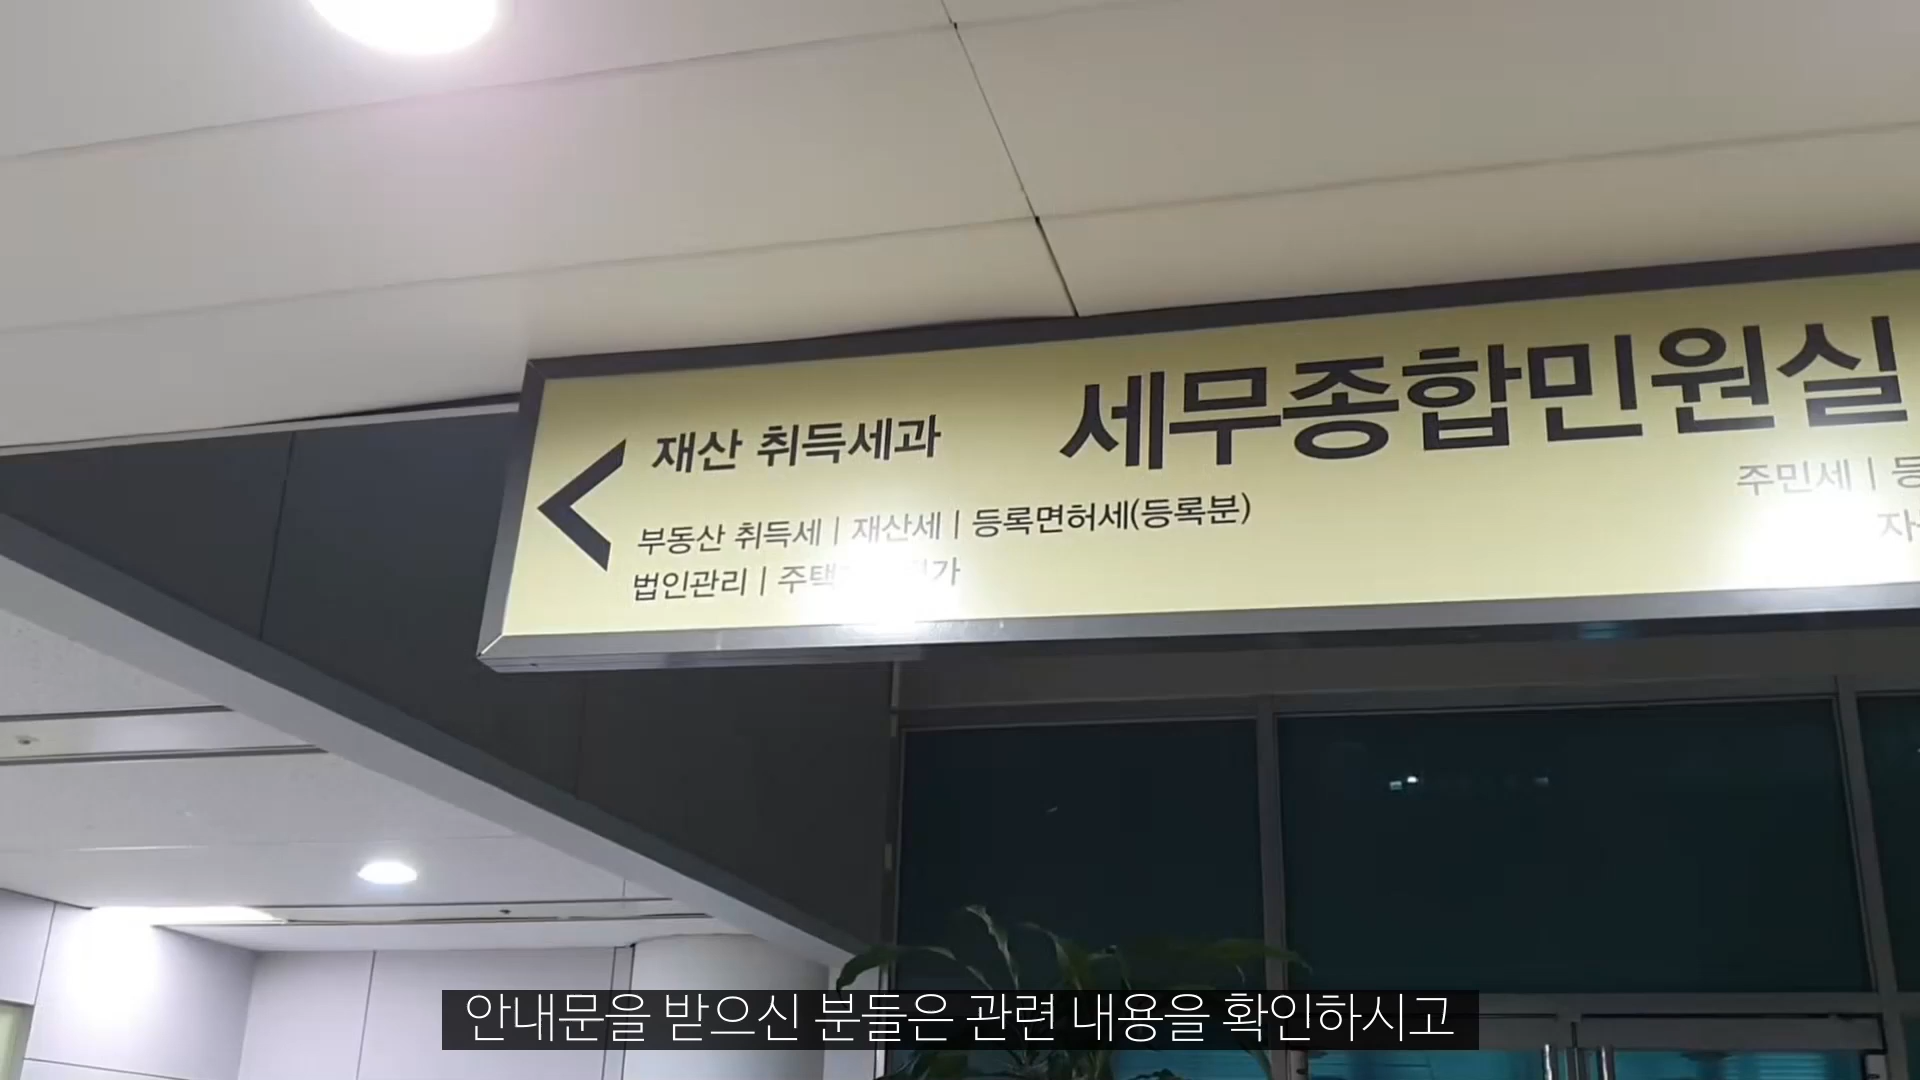 세무종합민원실
재산 취득세과
부동산 취득세 | 재산세 | 등록면허세(등록분)
법인관리 |
주민세 |
안내문을 받으신 분들은 관련 내용을 확인하시고